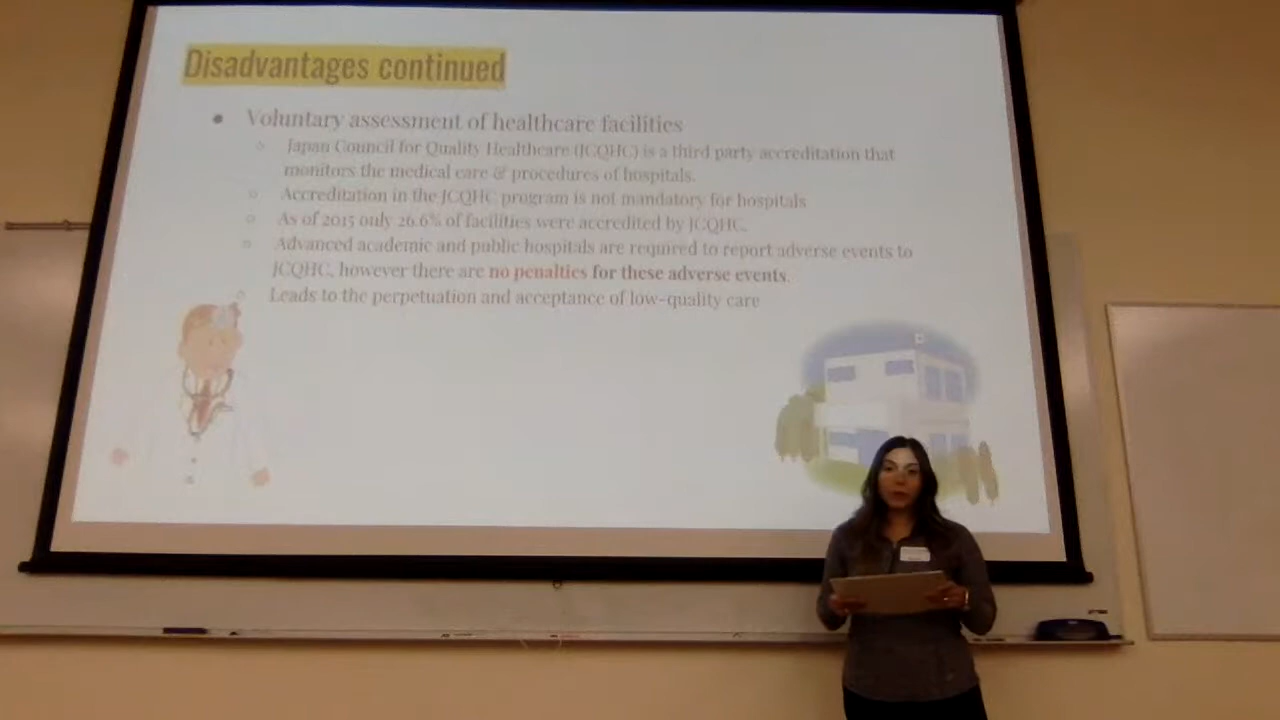 Disadvantages continued
● Voluntary assessment of healthcare facilities
○ Japan Council for Quality Healthcare (JCQHC) is a third party accreditation that
monitors the medical care & procedures of hospitals.
○ Accreditation in the JCQHC program is not mandatory for hospitals
○ As of 2015 only 26.6% of facilities were accredited by JCQHC.
○ Advanced academic and public hospitals are required to report adverse events to
JCQHC, however there are no penalties for these adverse events.
○ Leads to the perpetuation and acceptance of low-quality care